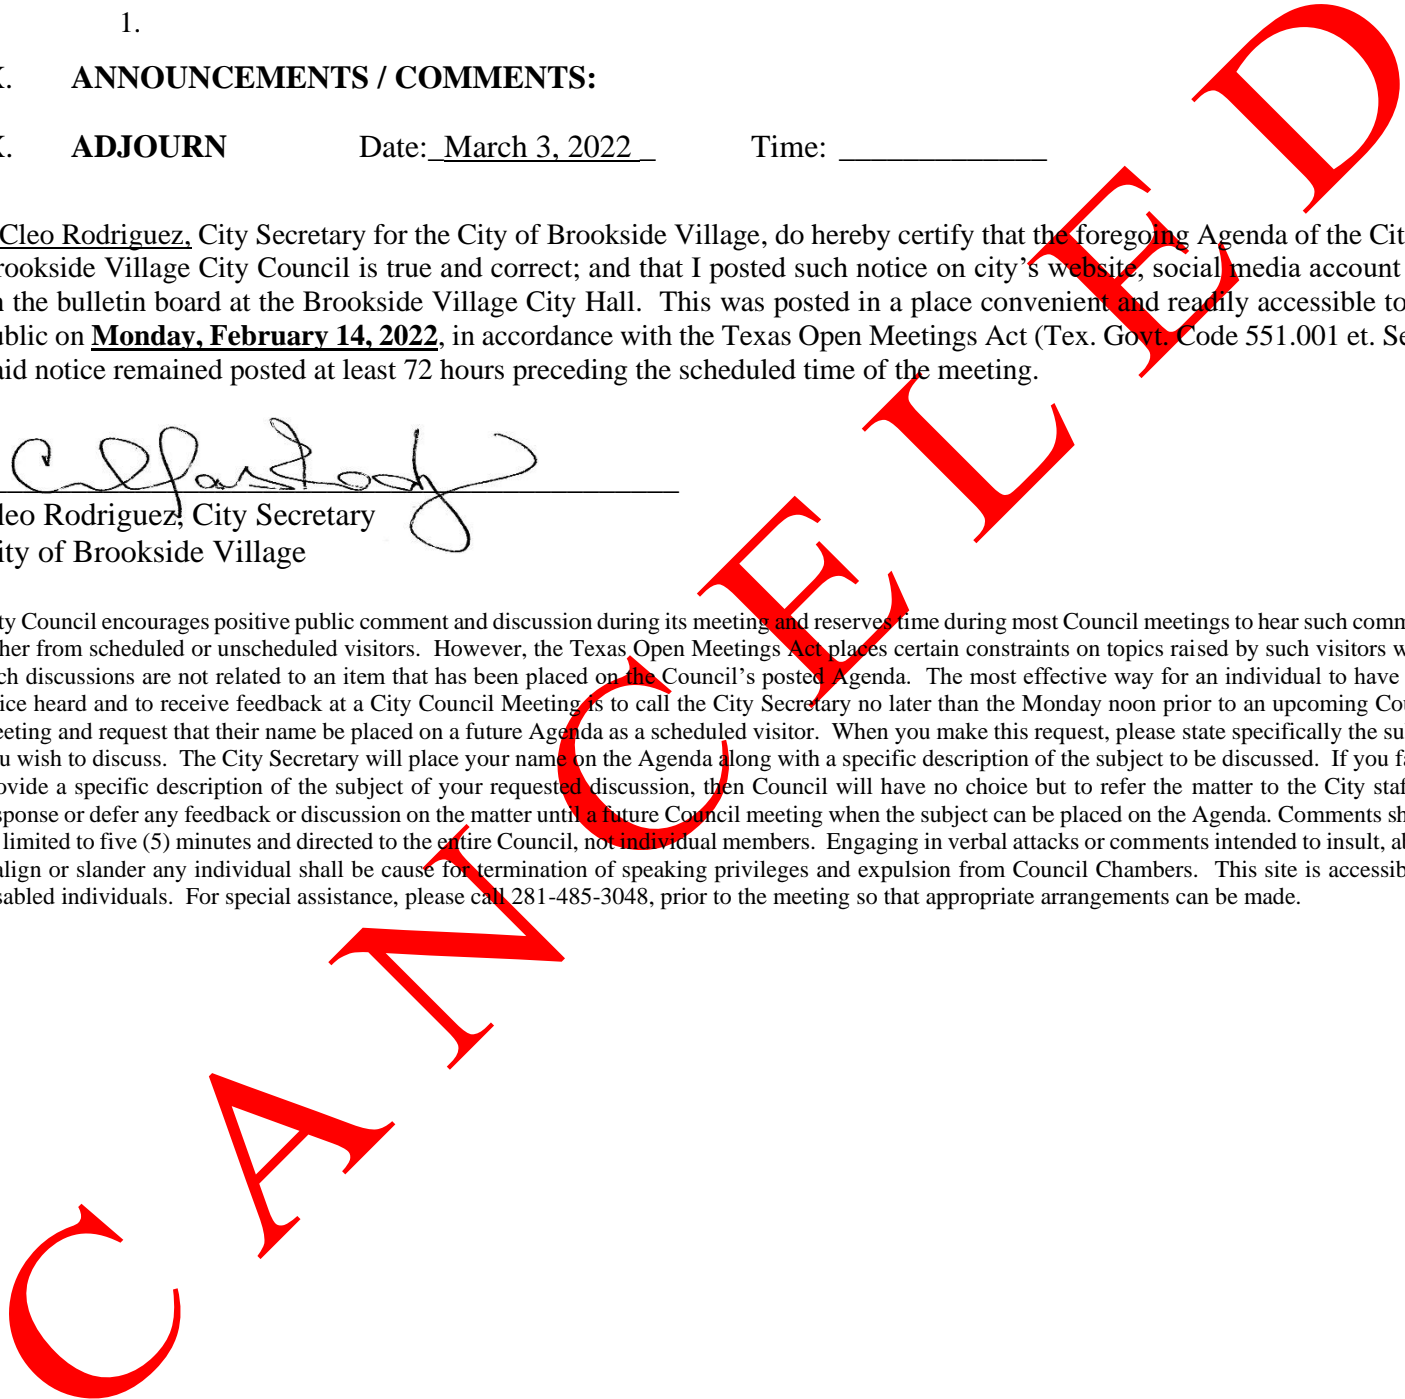 1.
X. ANNOUNCEMENTS / COMMENTS:
X. ADJOURN Date:_March 3, 2022 _ Time: _____________
Cleo Rodriguez, City Secretary for the City of Brookside Village, do hereby certify that the foregoing Agenda of the Cit
rookside Village City Council is true and correct; and that I posted such notice on city’s website, social media account
n the bulletin board at the Brookside Village City Hall. This was posted in a place convenient and readily accessible to
ublic on Monday, February 14, 2022, in accordance with the Texas Open Meetings Act (Tex. Govt. Code 551.001 et. Se
aid notice remained posted at least 72 hours preceding the scheduled time of the meeting.
leo Rodriguez, City Secretary
ity of Brookside Village
ty Council encourages positive public comment and discussion during its meeting and reserves time during most Council meetings to hear such comm
her from scheduled or unscheduled visitors. However, the Texas Open Meetings Act places certain constraints on topics raised by such visitors w
ch discussions are not related to an item that has been placed on the Council’s posted Agenda. The most effective way for an individual to have
ice heard and to receive feedback at a City Council Meeting is to call the City Secretary no later than the Monday noon prior to an upcoming Cou
eeting and request that their name be placed on a future Agenda as a scheduled visitor. When you make this request, please state specifically the su
u wish to discuss. The City Secretary will place your name on the Agenda along with a specific description of the subject to be discussed. If you fa
ovide a specific description of the subject of your requested discussion, then Council will have no choice but to refer the matter to the City staf
sponse or defer any feedback or discussion on the matter until a future Council meeting when the subject can be placed on the Agenda. Comments sh
limited to five (5) minutes and directed to the entire Council, not individual members. Engaging in verbal attacks or comments intended to insult, ab
align or slander any individual shall be cause for termination of speaking privileges and expulsion from Council Chambers. This site is accessib
sabled individuals. For special assistance, please call 281-485-3048, prior to the meeting so that appropriate arrangements can be made.
CANCELED